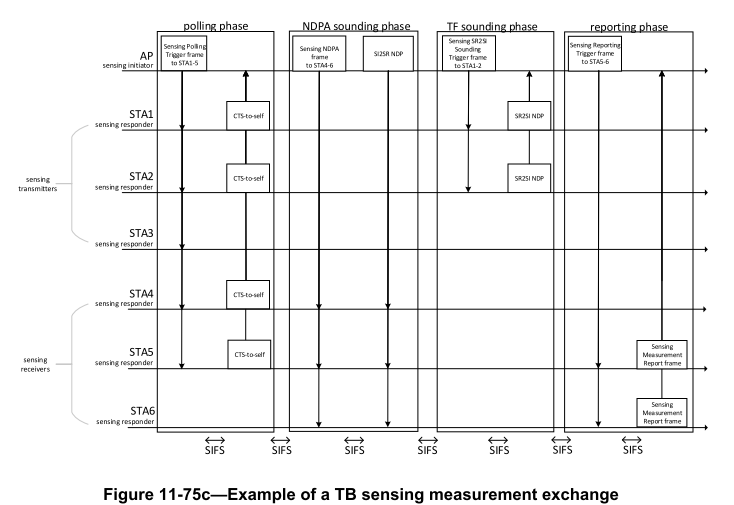 polling phase
NDPA sounding phase
TF sounding phase
reporting phase
AP
sensing initiator
Sensing Polling
Trigger frame
to STA1-5
Sensing NDPA
frame
to STA4-6
SI2SR NDP
Sensing SR2SI
Sounding
Trigger frame
to STA1-2
Sensing Reporting
Trigger frame
to STA5-6
STA1
sensing responder
CTS-to-self
SR2SI NDP
sensing
transmitters
STA2
sensing responder
CTS-to-self
SR2SI NDP
STA3
sensing responder
STA4
sensing responder
CTS-to-self
sensing
receivers
STA5
sensing responder
CTS-to-self
Sensing
Measurement
Report frame
STA6
sensing responder
Sensing
Measurement
Report frame
SIFS
SIFS
SIFS
SIFS
SIFS
SIFS
SIFS
Figure 11-75c—Example of a TB sensing measurement exchange